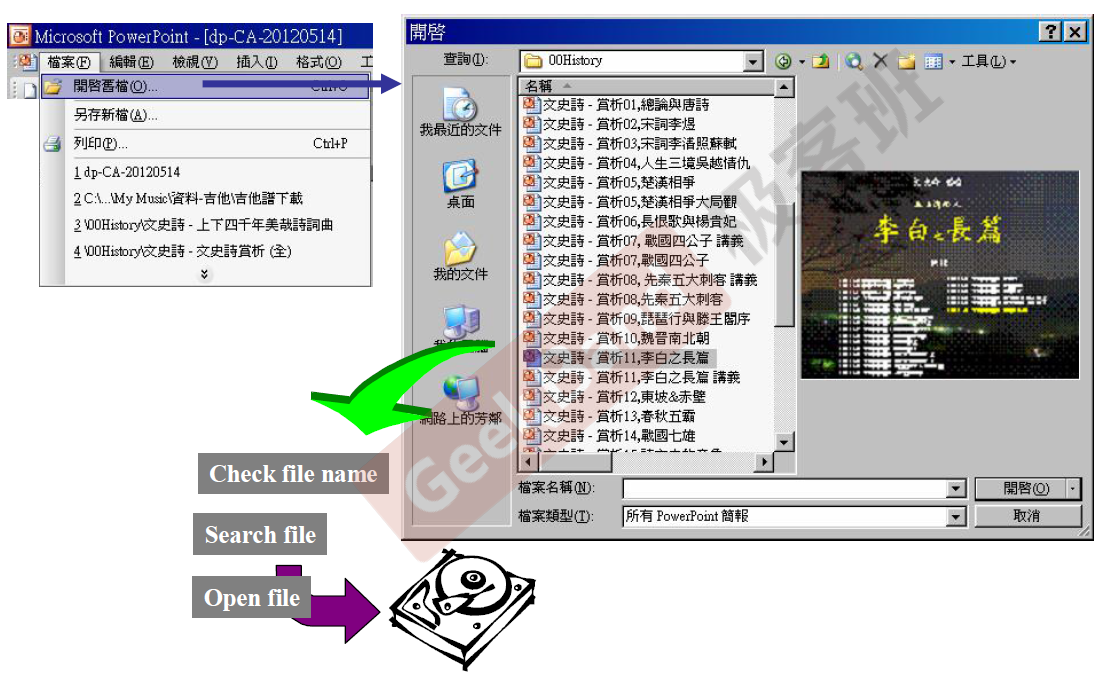 Microsoft PowerPoint - [dp-CA-20120514]
檔案(F) 編輯(E) 檢視(V) 插入(I) 格式(O) 工
開啓舊檔(O)... Ctrl+O
另存新檔(A)...
列印(P)... Ctrl+P
1 dp-CA-20120514
2 C:\...\My Music\資料-吉他\吉他譜下載
3 \00History\文史詩 - 上下四千年美哉詩詞曲
4 \00History\文史詩 - 文史詩賞析 (全)
開啓
查詢(I):
00History
工具(L)
我最近的文件
桌面
我的文件
網路上的芳鄰
名稱
文史詩 - 賞析01,總論與唐詩
文史詩 - 賞析02,宋詞李煜
文史詩 - 賞析03,宋詞李清照蘇軾
文史詩 - 賞析04,人生三境吳越情仇
文史詩 - 賞析05,楚漢相爭
文史詩 - 賞析05,楚漢相爭大局觀
文史詩 - 賞析06,長恨歌與楊貴妃
文史詩 - 賞析07, 戰國四公子 講義
文史詩 - 賞析07,戰國四公子
文史詩 - 賞析08, 先秦五大刺客 講義
文史詩 - 賞析08,先秦五大刺客
文史詩 - 賞析09,琵琶行與滕王閣序
文史詩 - 賞析10,魏晉南北朝
文史詩 - 賞析11,李白之長篇
文史詩 - 賞析11,李白之長篇 講義
文史詩 - 賞析12,東坡&赤壁
文史詩 - 賞析13,春秋五霸
文史詩 - 賞析14,戰國七雄
李白之長篇
檔案名稱(N):
開啓(O)
檔案類型(T):
所有 PowerPoint 簡報
取消
Check file name
Search file
Open file
GeekBand 极客班